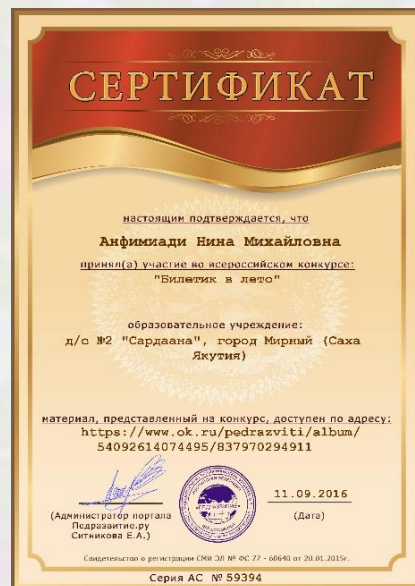 СЕРТИФИКАТ
настоящим подтверждается, что
Анфимиади Нина Михайловна
принял(а) участие во всероссийском конкурсе:
"Билетик в лето"
образовательное учреждение:
д/с №2 "Сардаана", город Мирный (Саха
Якутия)
материал, представленный на конкурс, доступен по адресу:
https://www.ok.ru/pedrazviti/album/
54092614074495/837970294911
11.09.2016
(Администратор портала
Педразвитие.ру
Ситникова Е.А.)
(Дата)
Свидетельство о регистрации СМИ ЭЛ № ФС 77 - 60640 от 20.01.2015г.
Серия АС № 59394